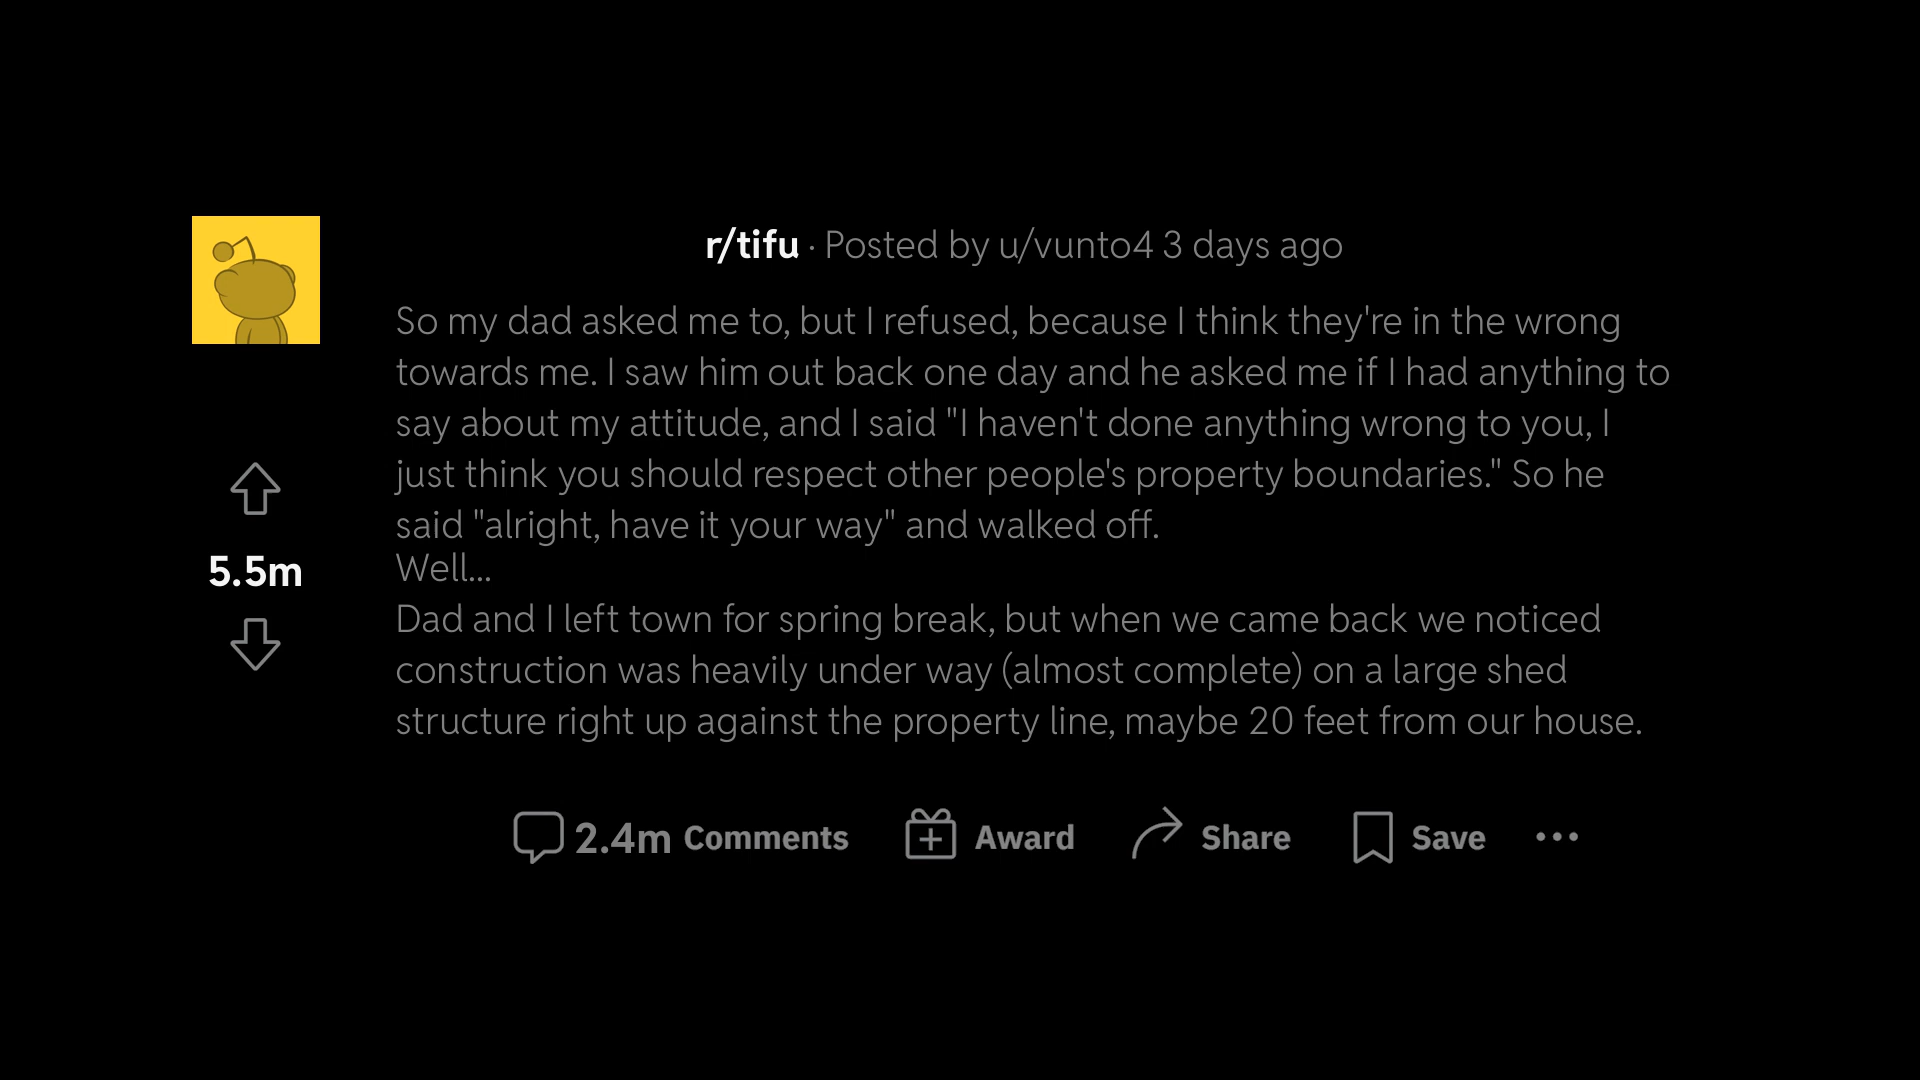 r/tifu · Posted by u/vunto4 3 days ago
So my dad asked me to, but I refused, because I think they're in the wrong
towards me. I saw him out back one day and he asked me if I had anything to
say about my attitude, and I said "I haven't done anything wrong to you, I
just think you should respect other people's property boundaries." So he
said "alright, have it your way" and walked off.
Well...
Dad and I left town for spring break, but when we came back we noticed
construction was heavily under way (almost complete) on a large shed
structure right up against the property line, maybe 20 feet from our house.
5.5m
2.4m Comments Award Share Save